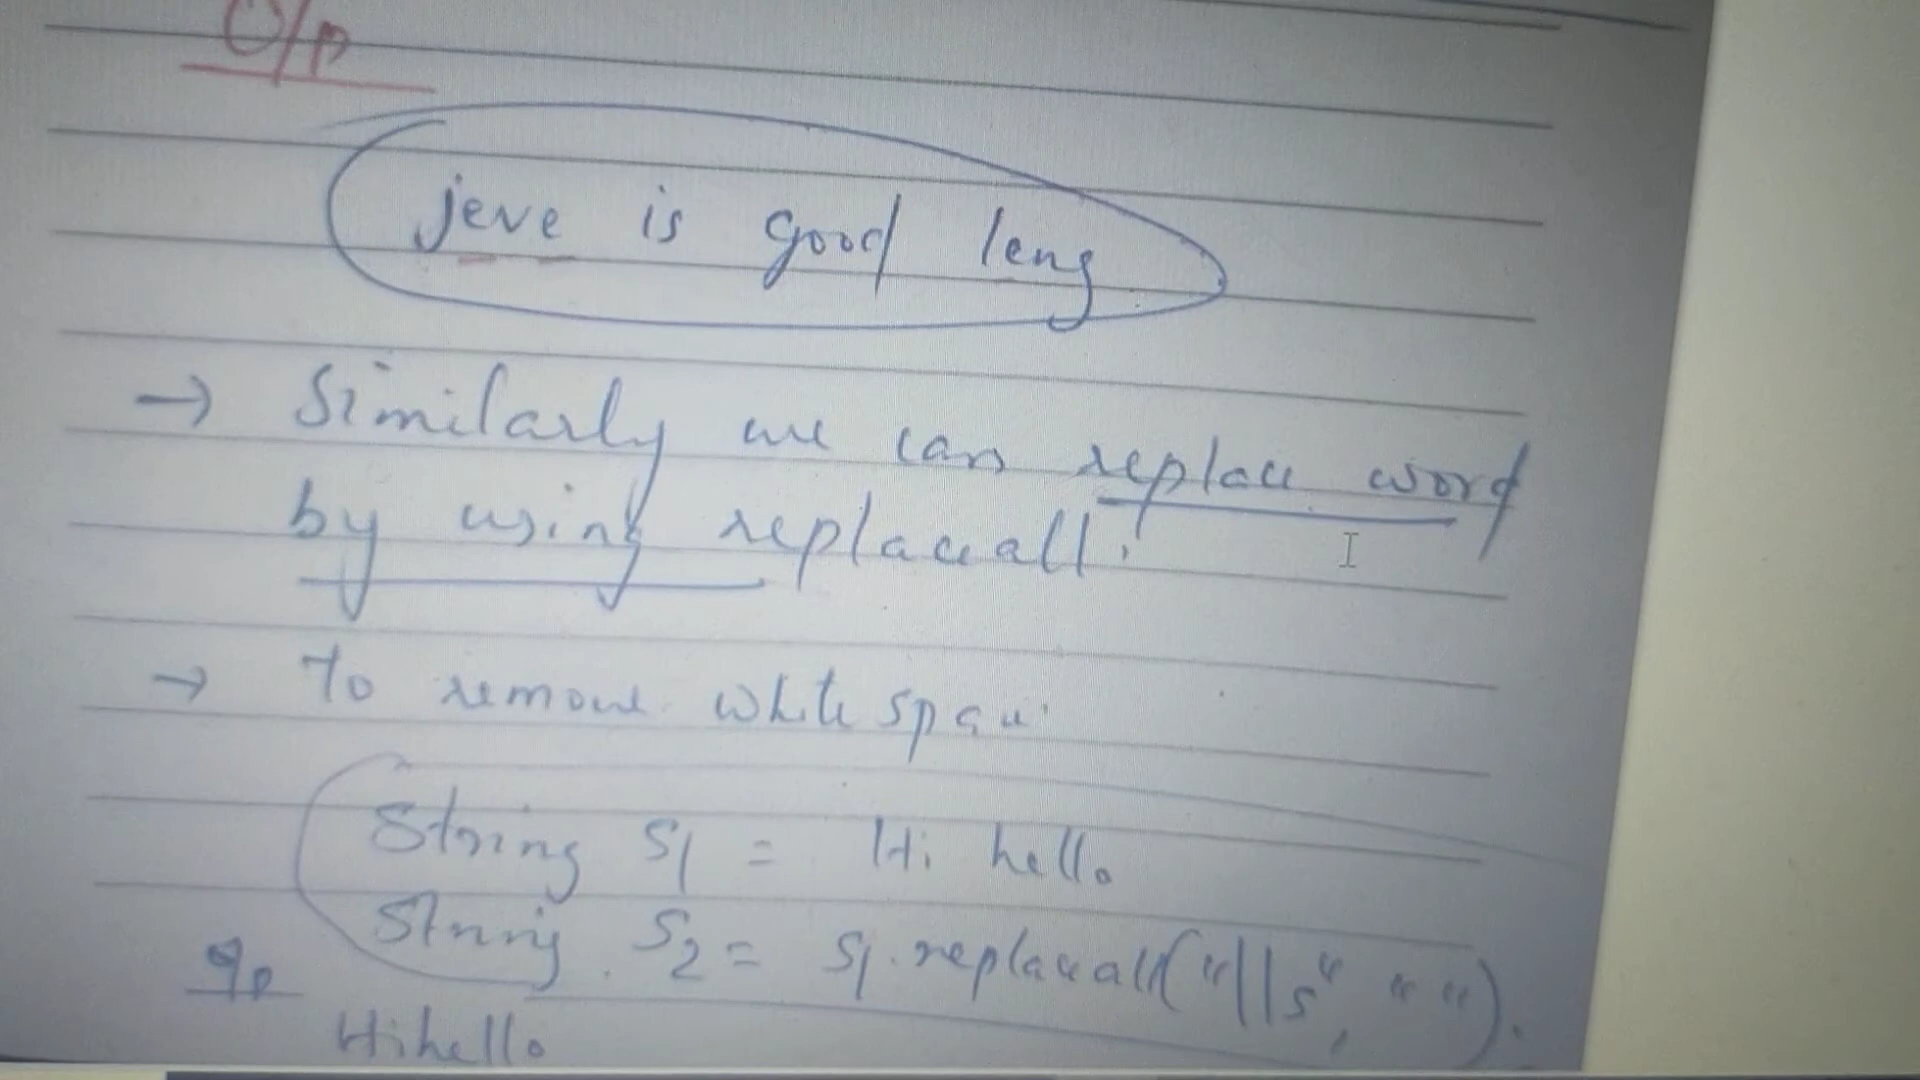 O/p
jeve is good leng
→ Similarly we can replace word
by using replaceall.
→ To remove white space.
String S1 = Hi hello
String S2 = S1.replaceall("||s", " ").
O/p
Hihello